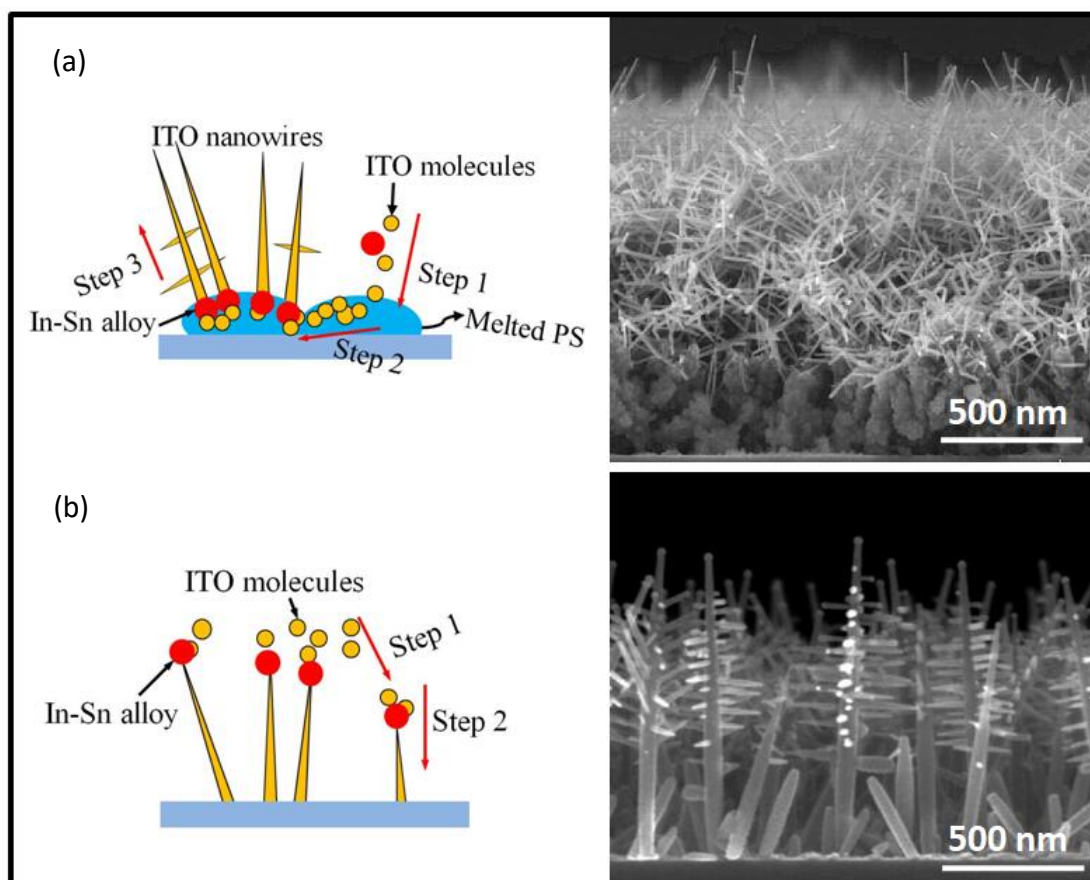 (a)
ITO nanowires
ITO molecules
Step 3
Step 1
In-Sn alloy
Step 2
Melted PS
500 nm
(b)
ITO molecules
Step 1
In-Sn alloy
Step 2
500 nm